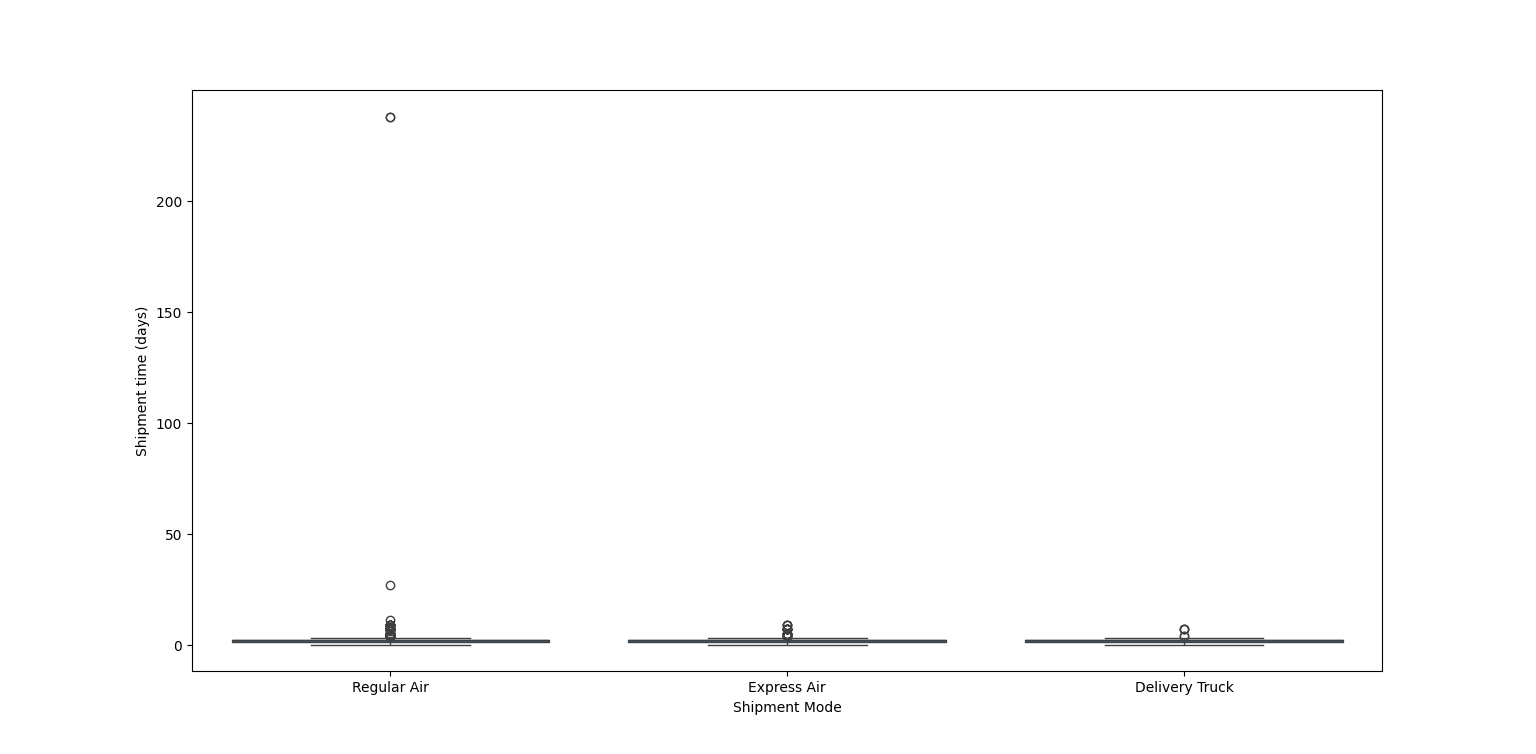 Shipment time (days)
200
150
100
50
0
Regular Air
Express Air
Delivery Truck
Shipment Mode